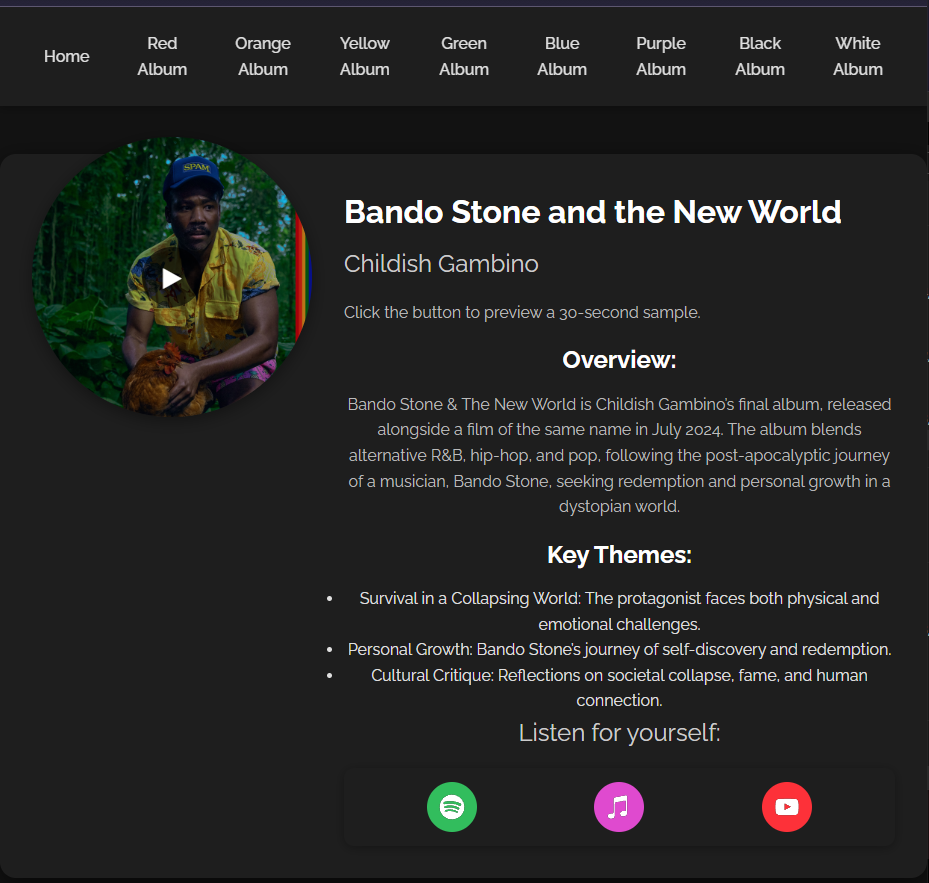 Home
Red
Album
Orange
Album
Yellow
Album
Green
Album
Blue
Album
Purple
Album
Black
Album
White
Album
SPAM
Bando Stone and the New World
Childish Gambino
Click the button to preview a 30-second sample.
Overview:
Bando Stone & The New World is Childish Gambino's final album, released
alongside a film of the same name in July 2024. The album blends
alternative R&B, hip-hop, and pop, following the post-apocalyptic journey
of a musician, Bando Stone, seeking redemption and personal growth in a
dystopian world.
Key Themes:
• Survival in a Collapsing World: The protagonist faces both physical and
emotional challenges.
• Personal Growth: Bando Stone's journey of self-discovery and redemption.
• Cultural Critique: Reflections on societal collapse, fame, and human
connection.
Listen for yourself: